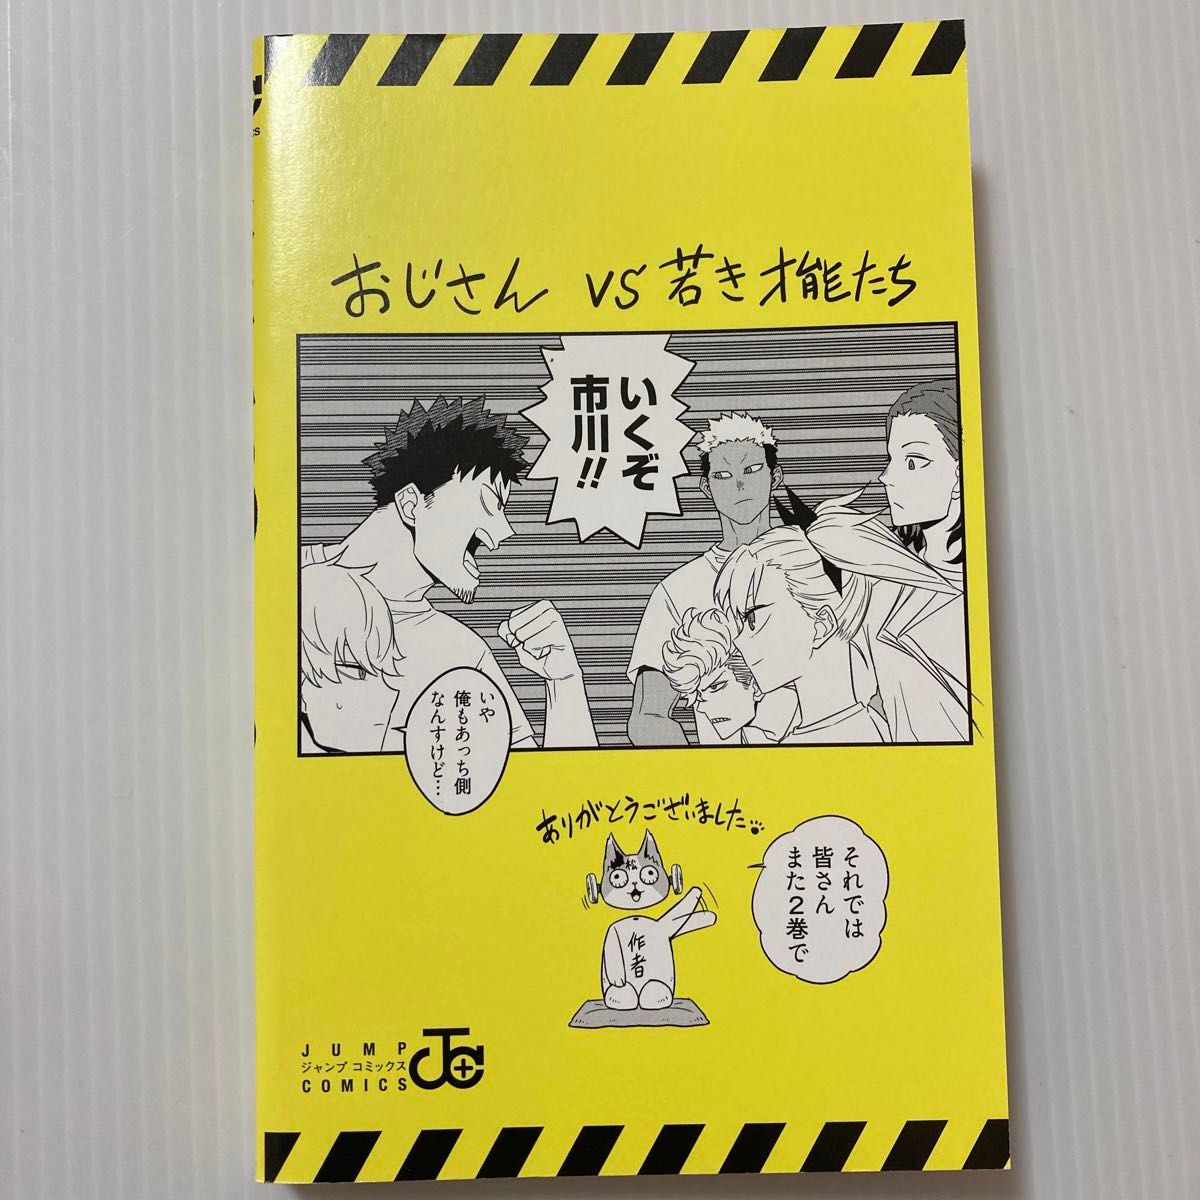 おじさん vs 若き才能たち
いくぞ
市川!!
いや
俺もあっち側
なんすけど…
ありがとうございました
それでは
皆さん
また2巻で
松
作者
JUMP
ジャンプ コミックス
COMICS